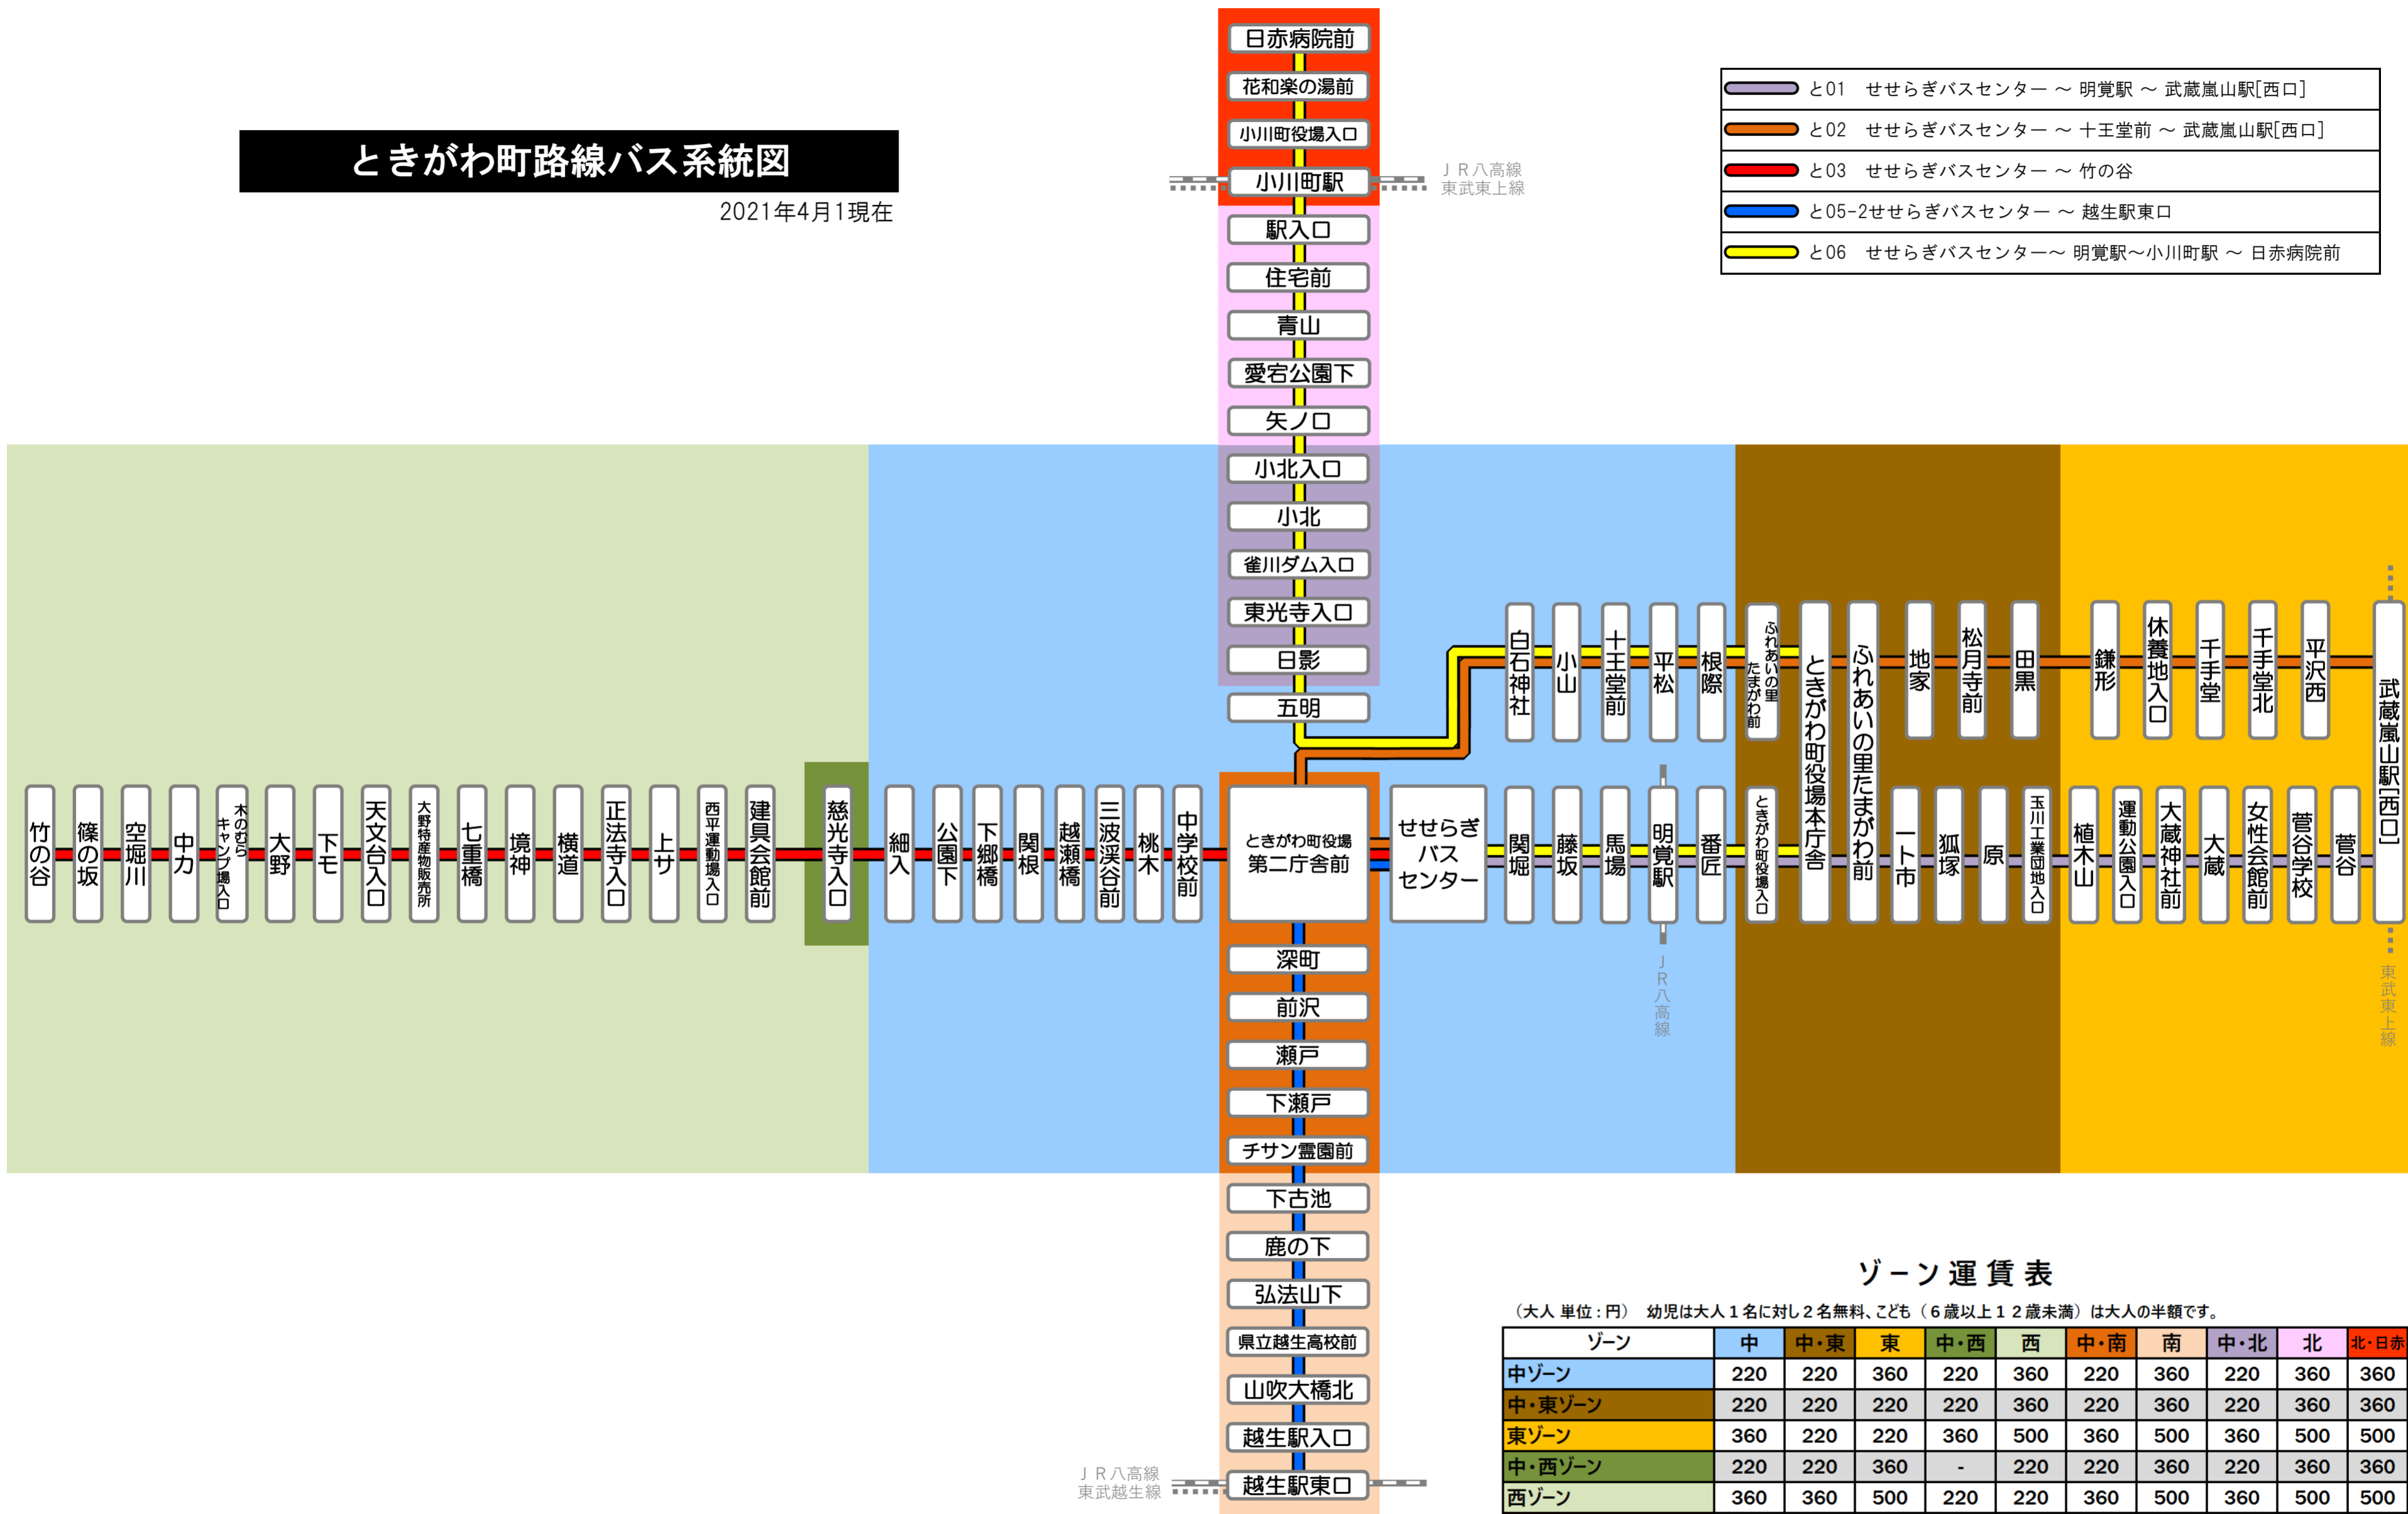 ときがわ町路線バス系統図
2021年4月1現在
と01 せせらぎバスセンター ～ 明覚駅 ～ 武蔵嵐山駅[西口]
と02 せせらぎバスセンター ～ 十王堂前 ～ 武蔵嵐山駅[西口]
と03 せせらぎバスセンター ～ 竹の谷
と05-2せせらぎバスセンター ～ 越生駅東口
と06 せせらぎバスセンター～ 明覚駅～小川町駅 ～ 日赤病院前
日赤病院前
花和楽の湯前
小川町役場入口
小川町駅
ＪＲ八高線
東武東上線
駅入口
住宅前
青山
愛宕公園下
矢ノ口
小北入口
小北
雀川ダム入口
東光寺入口
日影
五明
白石神社
小山
十王堂前
平松
根際
ふれあいの里
たまがわ前
ときがわ町役場本庁舎
ふれあいの里たまがわ前
地家
松月寺前
田黒
鎌形
休養地入口
千手堂
千手堂北
平沢西
武蔵嵐山駅[西口]
竹の谷
篠の坂
空堀川
中カ
木のむら
キャンプ場入口
大野
下モ
天文台入口
大野特産物販売所
七重橋
境神
横道
正法寺入口
上サ
西平運動場入口
建具会館前
慈光寺入口
細入
公園下
下郷橋
関根
越瀬橋
三波渓谷前
桃木
中学校前
ときがわ町役場
第二庁舎前
せせらぎ
バス
センター
関堀
藤坂
馬場
明覚駅
番匠
ときがわ町役場入口
一ト市
狐塚
原
玉川工業団地入口
植木山
運動公園入口
大蔵神社前
大蔵
女性会館前
菅谷学校
菅谷
ＪＲ八高線
東武東上線
深町
前沢
瀬戸
下瀬戸
チサン霊園前
下古池
鹿の下
弘法山下
県立越生高校前
山吹大橋北
越生駅入口
越生駅東口
ＪＲ八高線
東武越生線
ゾーン運賃表
（大人 単位：円） 幼児は大人１名に対し２名無料、こども（６歳以上１２歳未満）は大人の半額です。
ゾーン 中 中・東 東 中・西 西 中・南 南 中・北 北 北・日赤
中ゾーン 220 220 360 220 360 220 360 220 360 360
中・東ゾーン 220 220 220 220 360 220 360 220 360 360
東ゾーン 360 220 220 360 500 360 500 360 500 500
中・西ゾーン 220 220 360 - 220 220 360 220 360 360
西ゾーン 360 360 500 220 220 360 500 360 500 500